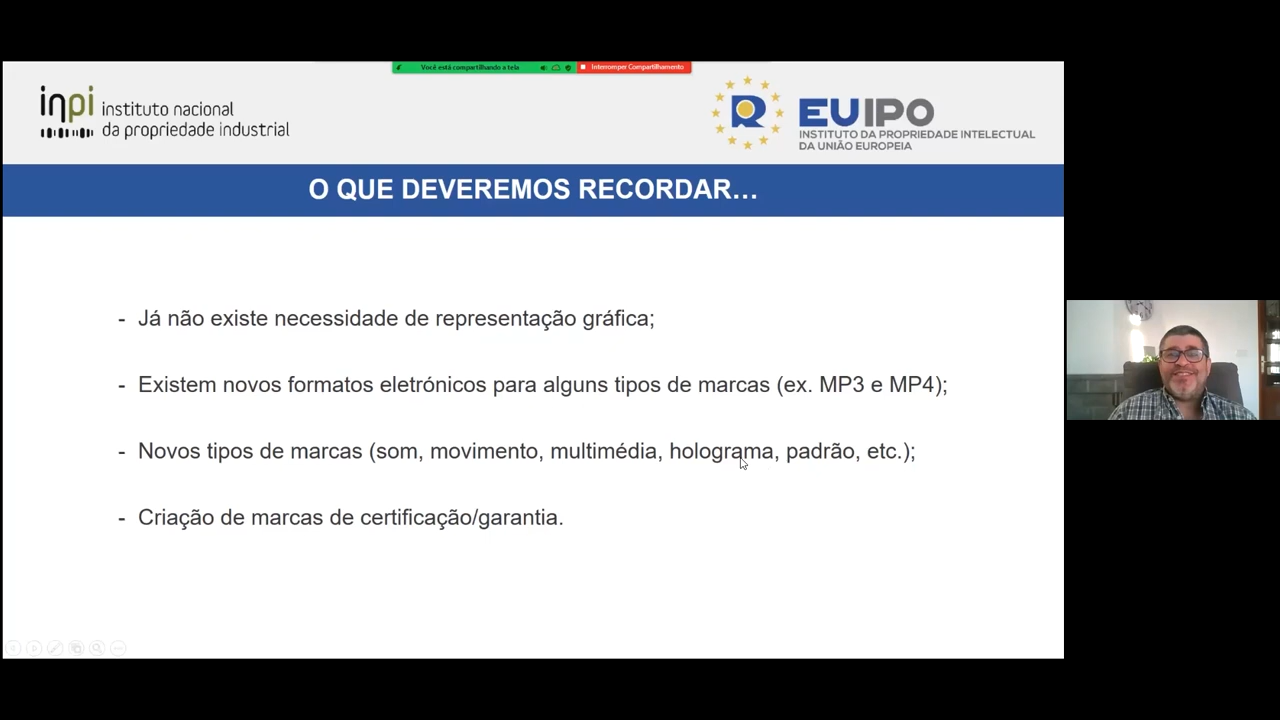 Você está compartilhando a tela
Interromper Compartilhamento
inpi instituto nacional
da propriedade industrial
EUIPO
INSTITUTO DA PROPRIEDADE INTELECTUAL
DA UNIÃO EUROPEIA
O QUE DEVEREMOS RECORDAR...
- Já não existe necessidade de representação gráfica;
- Existem novos formatos eletrónicos para alguns tipos de marcas (ex. MP3 e MP4);
- Novos tipos de marcas (som, movimento, multimédia, holograma, padrão, etc.);
- Criação de marcas de certificação/garantia.